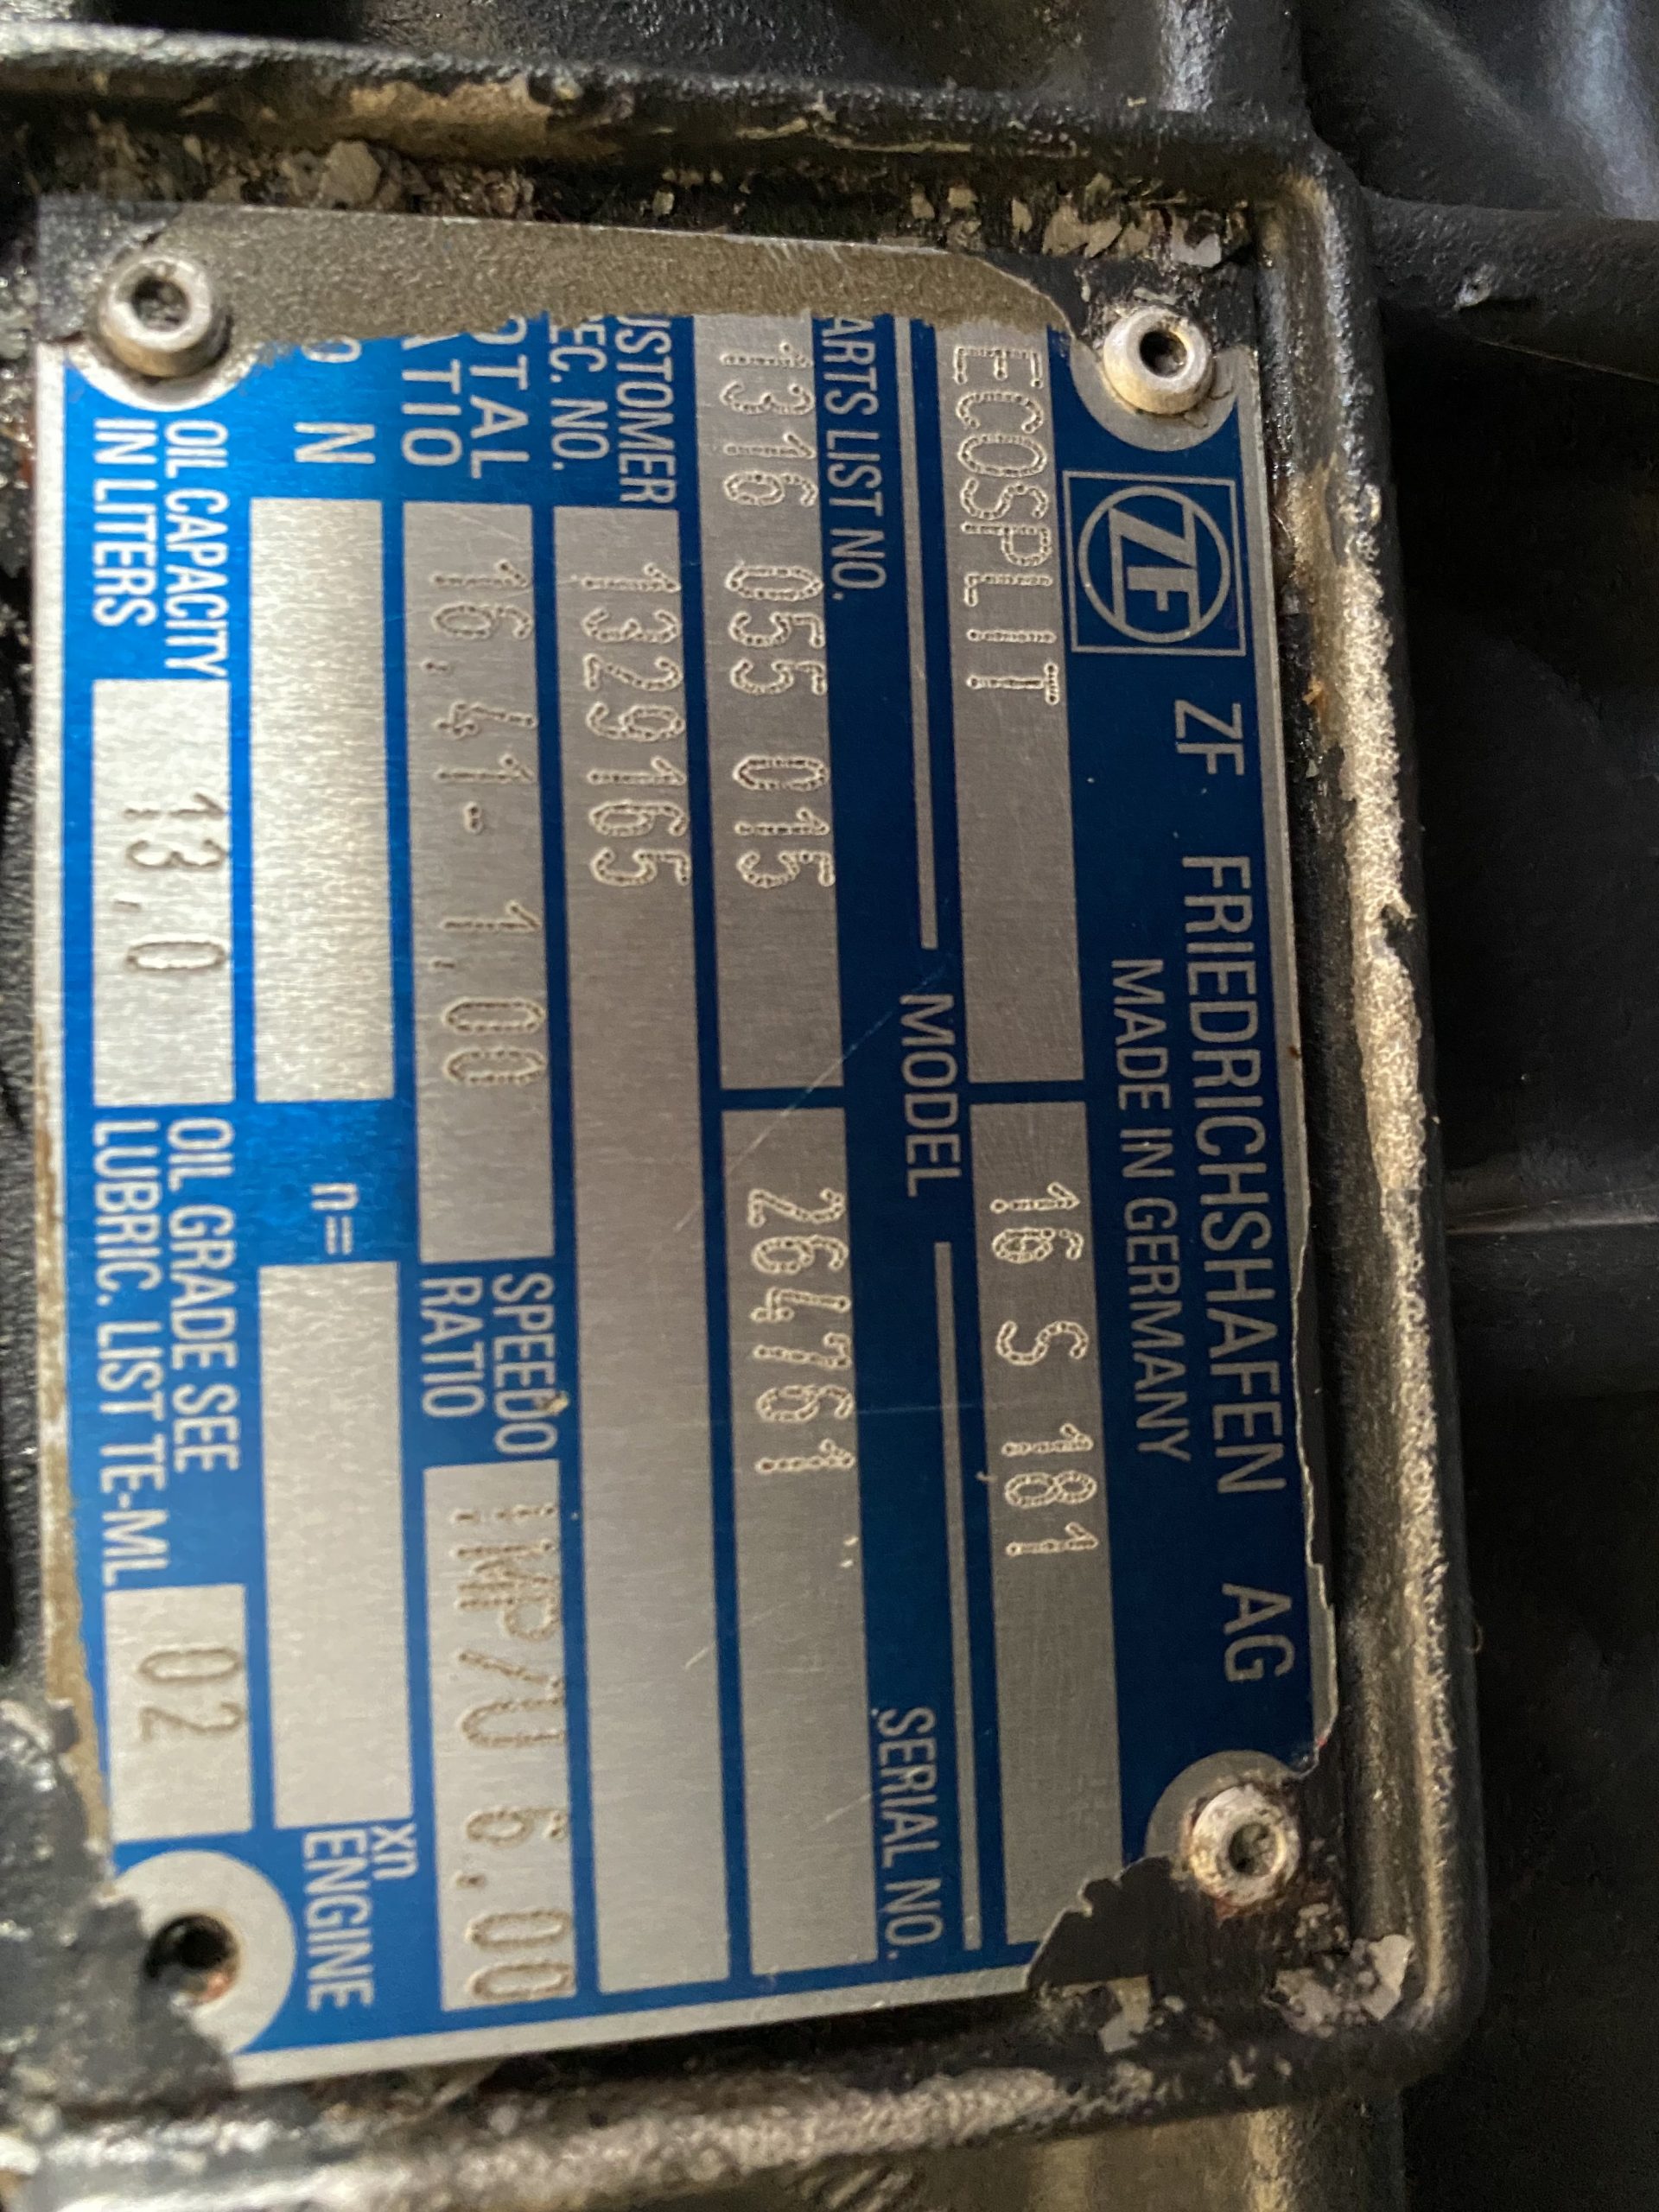 ZF
ZF FRIEDRICHSHAFEN AG
MADE IN GERMANY
ECOSPLIT 16 S 181
MODEL
ARTS LIST NO. SERIAL NO.
1316 055 015 264761
USTOMER
EC. NO. 13296165
OTAL
ATIO 16,41- 1,00 SPEEDO
RATIO IMP/U 6,00
N n= xn
ENGINE
OIL CAPACITY
IN LITERS 13,0 OIL GRADE SEE
LUBRIC. LIST TE-ML 02